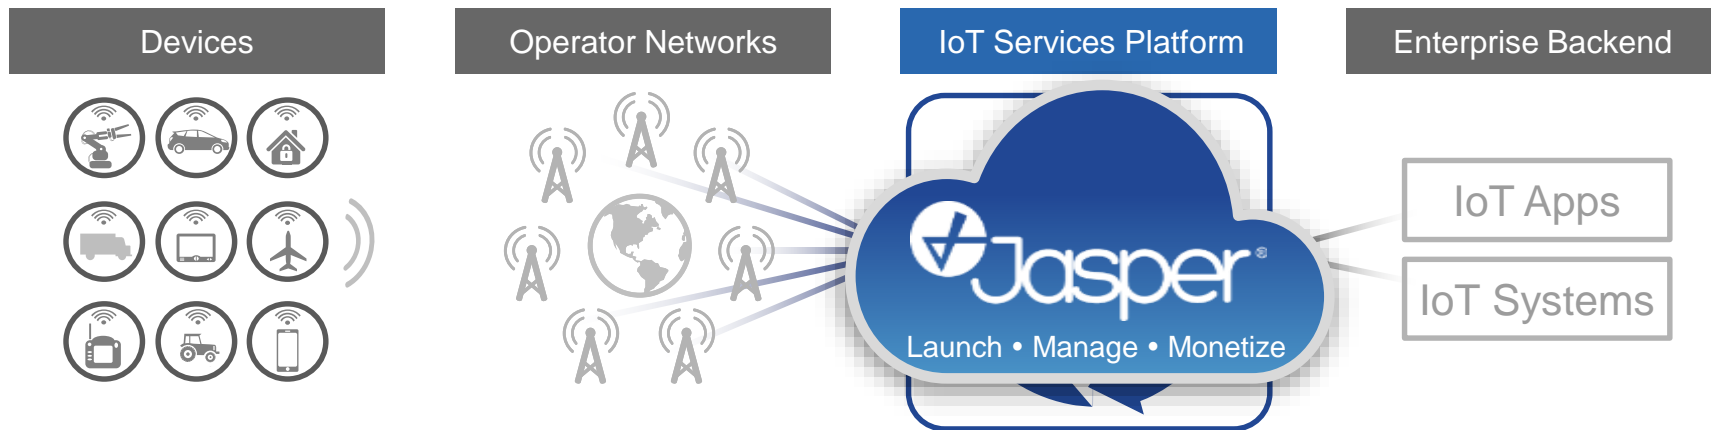 Devices
Operator Networks
IoT Services Platform
Enterprise Backend
Jasper®
Launch • Manage • Monetize
IoT Apps
IoT Systems